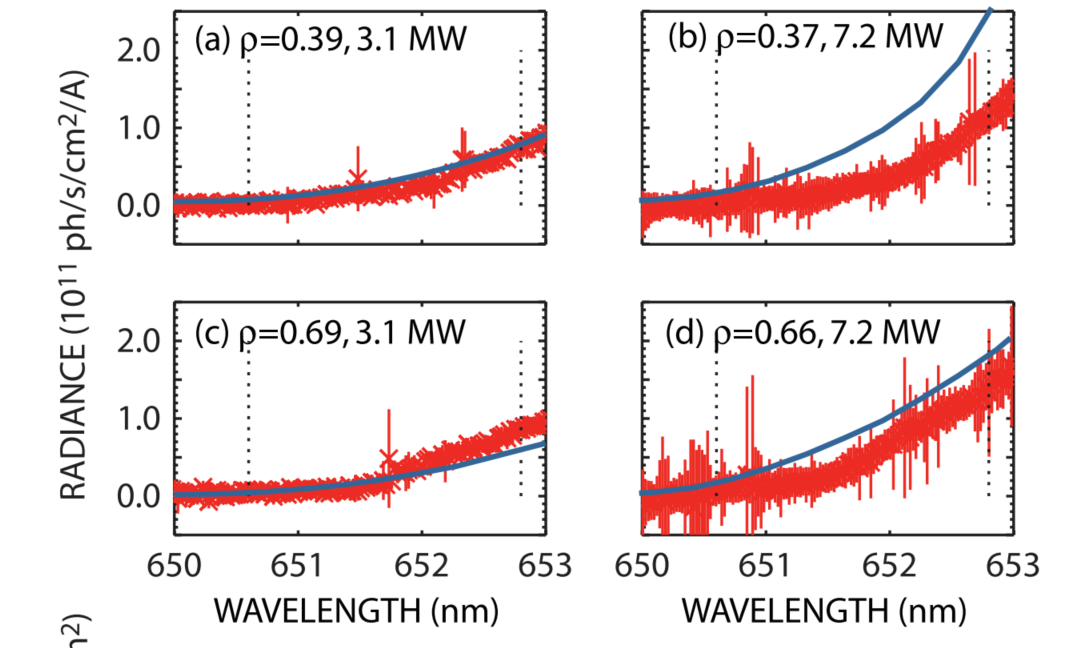 (a) ρ=0.39, 3.1 MW
(b) ρ=0.37, 7.2 MW
2.0
1.0
0.0
RADIANCE (10¹¹ ph/s/cm²/A)
(c) ρ=0.69, 3.1 MW
(d) ρ=0.66, 7.2 MW
2.0
1.0
0.0
650 651 652 653
650 651 652 653
WAVELENGTH (nm)
WAVELENGTH (nm)